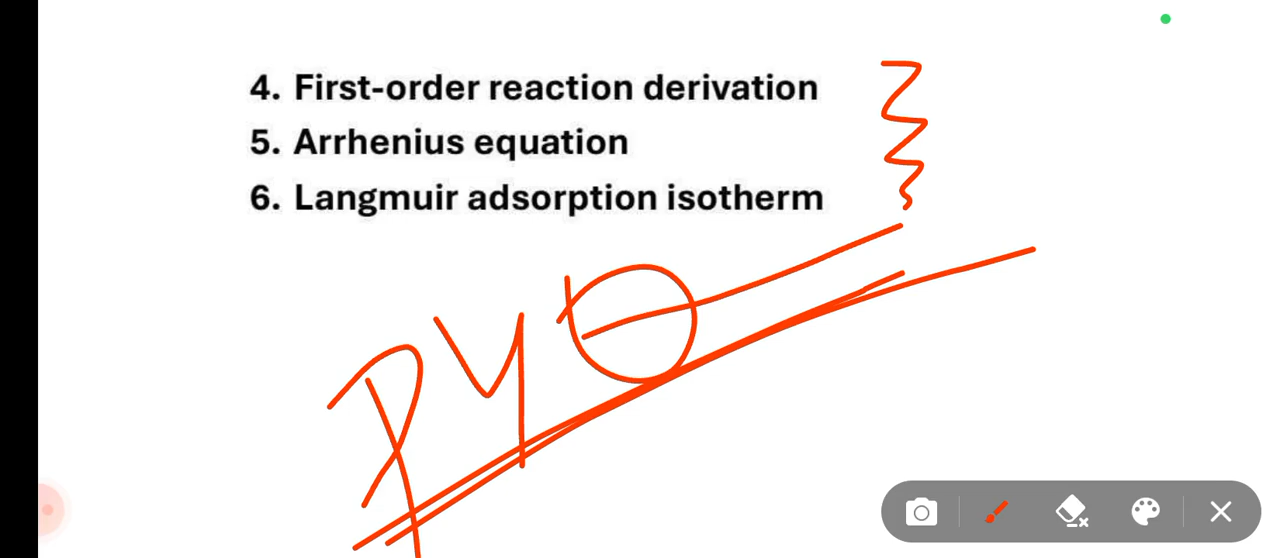 4. First-order reaction derivation
5. Arrhenius equation
6. Langmuir adsorption isotherm
PYQ